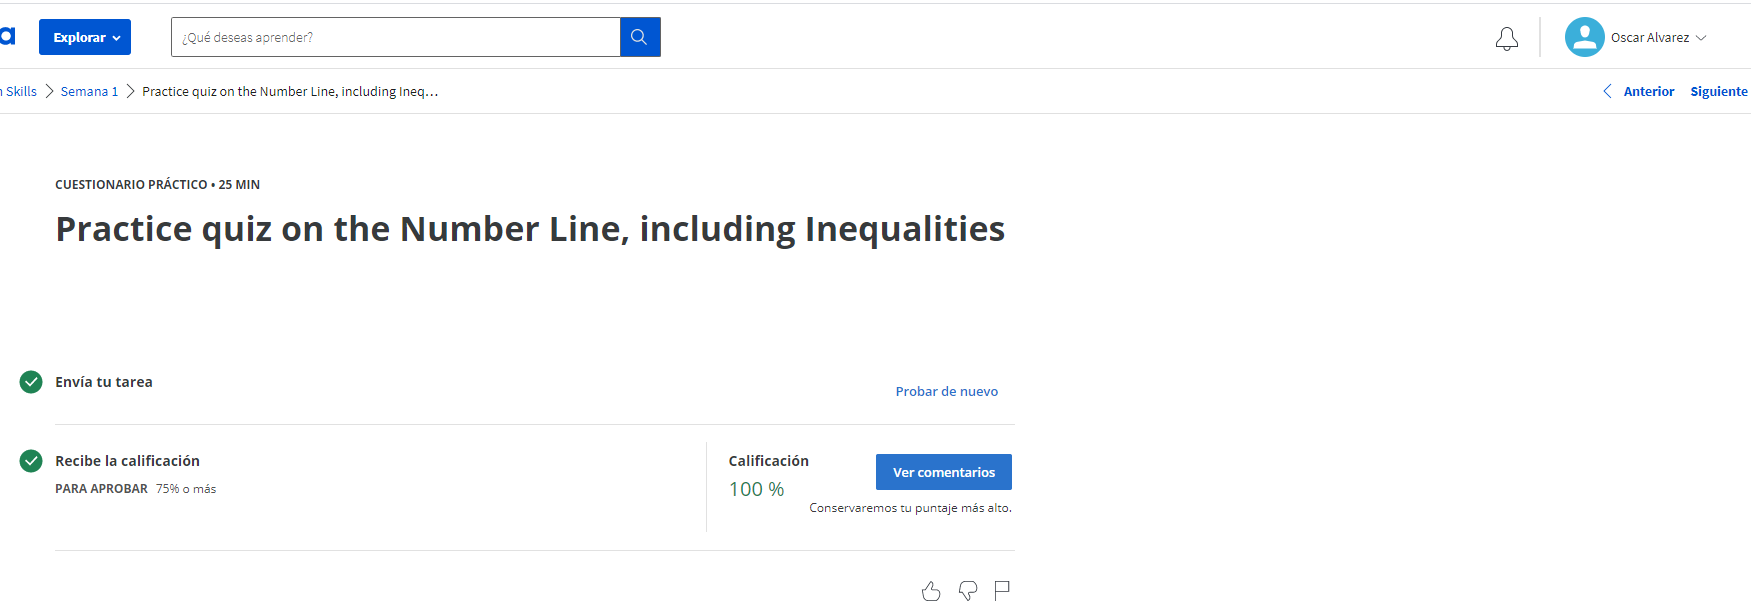 a
Explorar
¿Qué deseas aprender?
Oscar Alvarez
Skills > Semana 1 > Practice quiz on the Number Line, including Ineq...
Anterior Siguiente
CUESTIONARIO PRÁCTICO • 25 MIN
Practice quiz on the Number Line, including Inequalities
Envía tu tarea
Probar de nuevo
Recibe la calificación
PARA APROBAR 75% o más
Calificación
100 %
Ver comentarios
Conservaremos tu puntaje más alto.